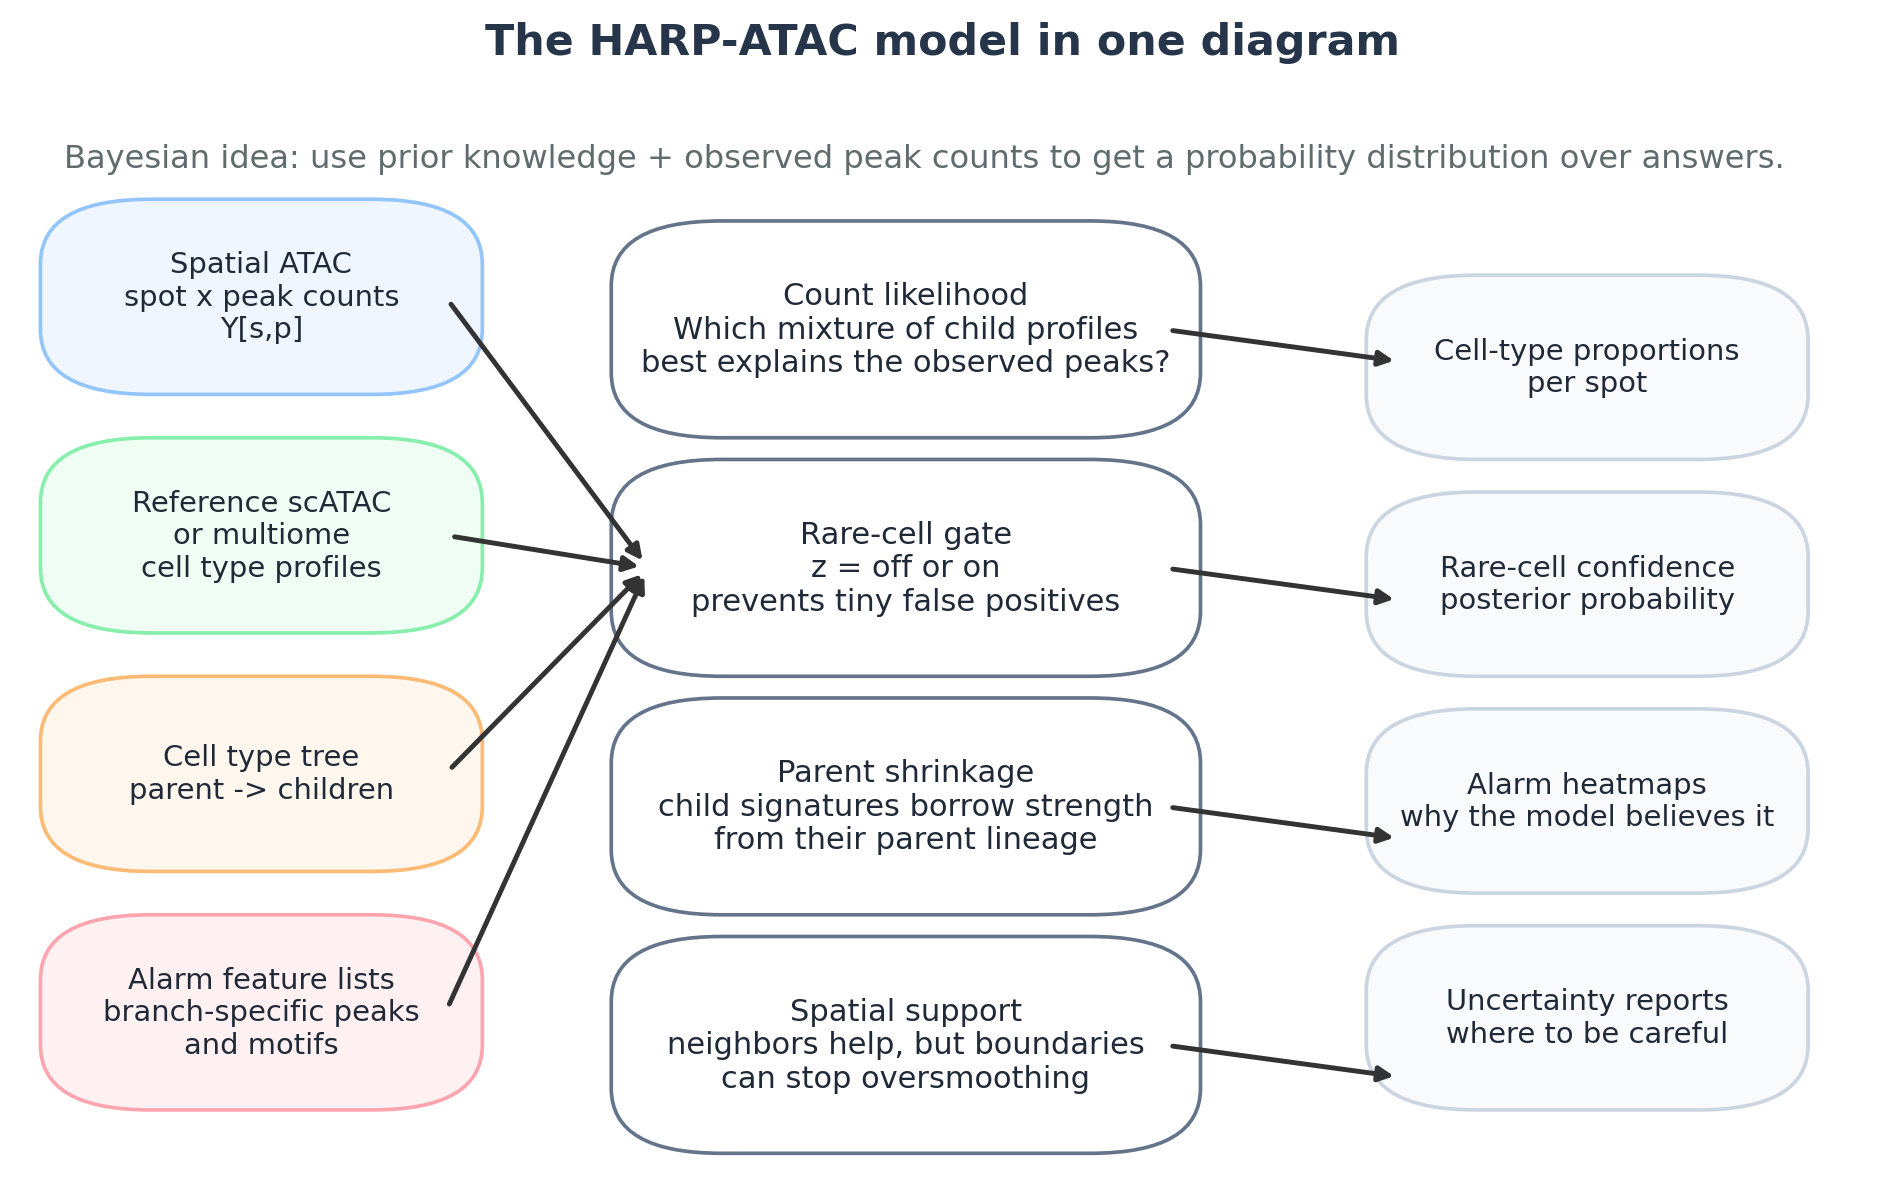 The HARP-ATAC model in one diagram
Bayesian idea: use prior knowledge + observed peak counts to get a probability distribution over answers.
Spatial ATAC
spot x peak counts
Y[s,p]
Reference scATAC
or multiome
cell type profiles
Cell type tree
parent -> children
Alarm feature lists
branch-specific peaks
and motifs
Count likelihood
Which mixture of child profiles
best explains the observed peaks?
Rare-cell gate
z = off or on
prevents tiny false positives
Parent shrinkage
child signatures borrow strength
from their parent lineage
Spatial support
neighbors help, but boundaries
can stop oversmoothing
Cell-type proportions
per spot
Rare-cell confidence
posterior probability
Alarm heatmaps
why the model believes it
Uncertainty reports
where to be careful